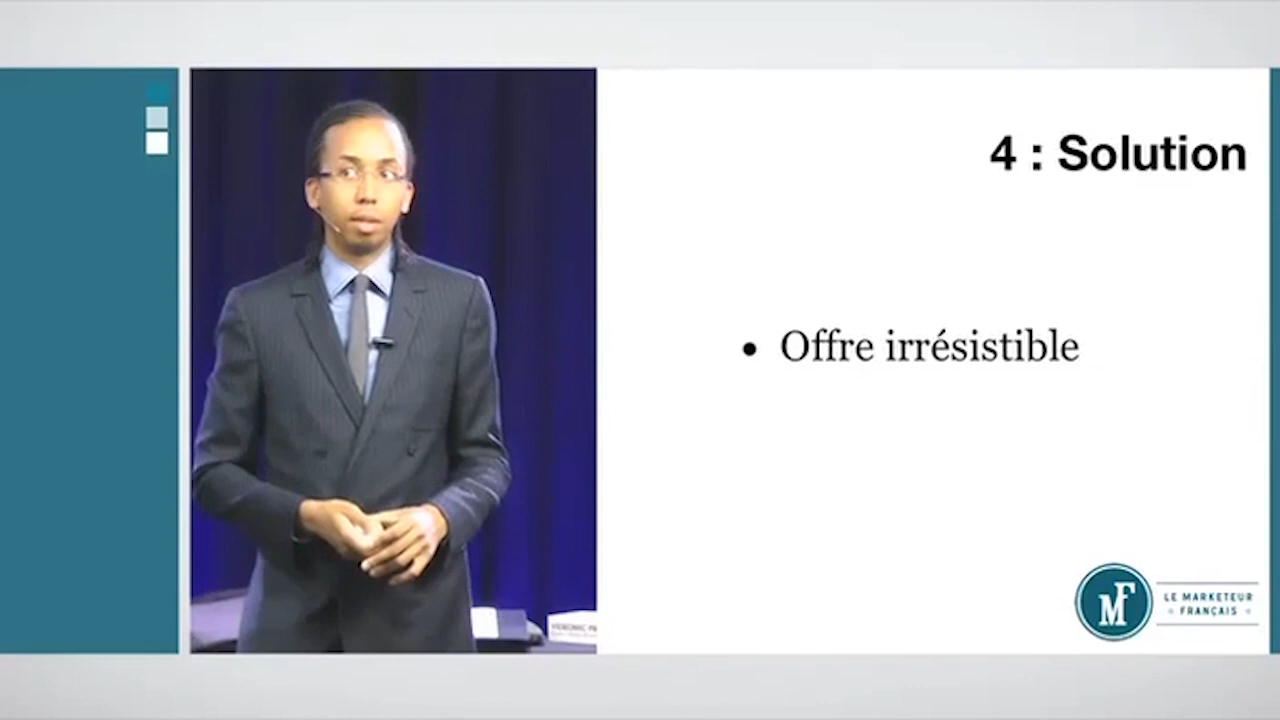 4 : Solution
• Offre irrésistible
MF
LE MARKETEUR
FRANÇAIS